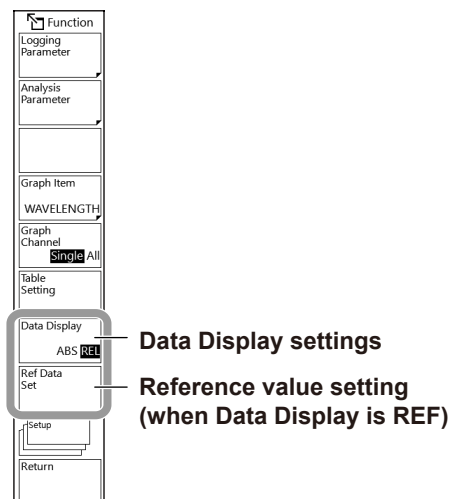 Function
Logging
Parameter
Analysis
Parameter
Graph Item
WAVELENGTH
Graph
Channel
Single All
Table
Setting
Data Display
ABS REL
Data Display settings
Ref Data
Set
Reference value setting
(when Data Display is REF)
Setup
Return